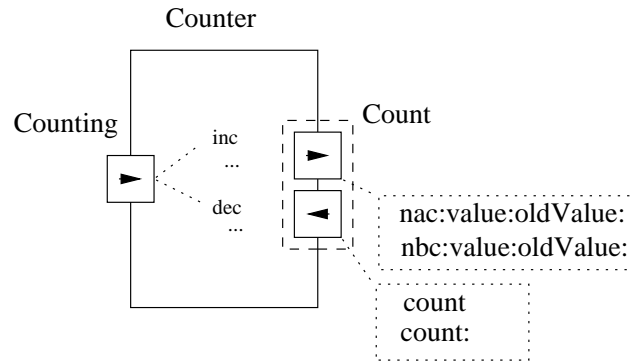 Counter
Counting
Count
inc
...
dec
...
nac:value:oldValue:
nbc:value:oldValue:
count
count: